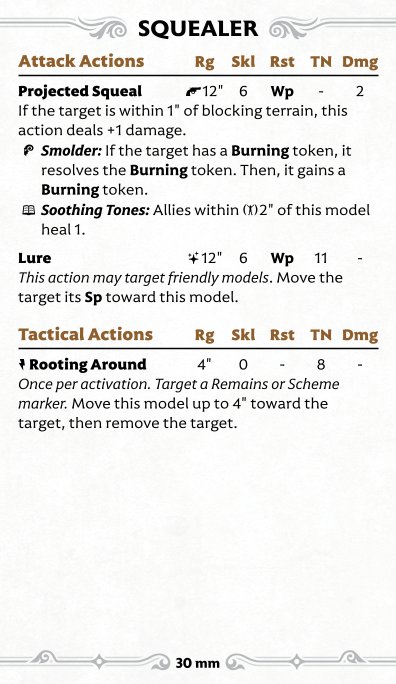 SQUEALER
Attack Actions Rg Skl Rst TN Dmg
Projected Squeal 12" 6 Wp - 2
If the target is within 1" of blocking terrain, this
action deals +1 damage.
Smolder: If the target has a Burning token, it
resolves the Burning token. Then, it gains a
Burning token.
Soothing Tones: Allies within 2" of this model
heal 1.
Lure 12" 6 Wp 11 -
This action may target friendly models. Move the
target its Sp toward this model.
Tactical Actions Rg Skl Rst TN Dmg
Rooting Around 4" 0 - 8 -
Once per activation. Target a Remains or Scheme
marker. Move this model up to 4" toward the
target, then remove the target.
30 mm